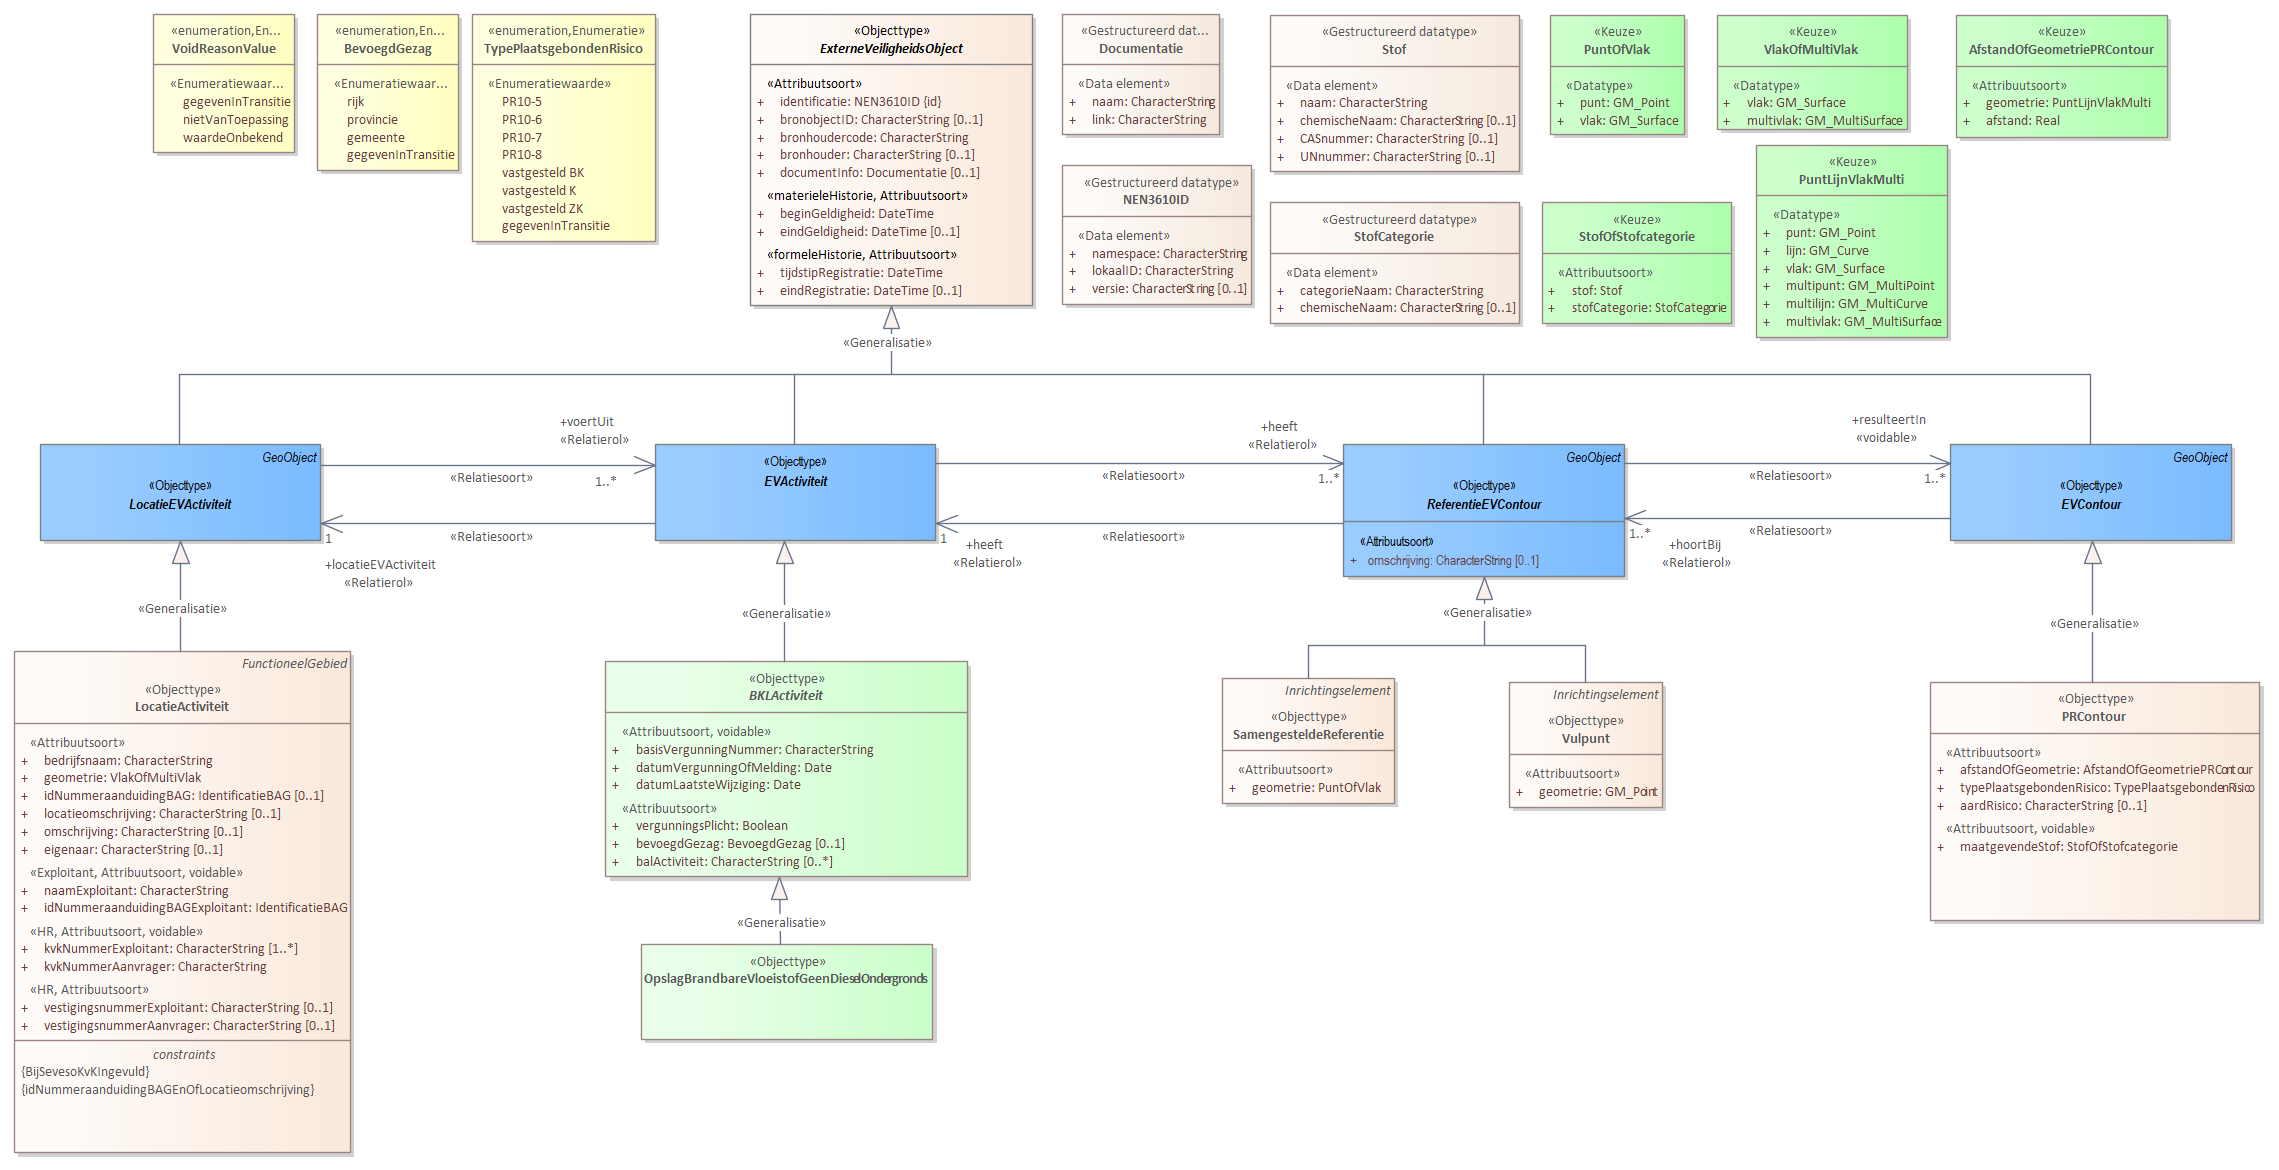 «enumeration,En...
VoidReasonValue
«Enumeratiewaar...
gegevenInTransitie
nietVanToepassing
waardeOnbekend
«enumeration,En...
BevoegdGezag
«Enumeratiewaar...
rijk
provincie
gemeente
gegevenInTransitie
«enumeration,Enumeratie»
TypePlaatsgebondenRisico
«Enumeratiewaarde»
PR10-5
PR10-6
PR10-7
PR10-8
vastgesteld BK
vastgesteld K
vastgesteld ZK
gegevenInTransitie
«Objecttype»
ExterneVeiligheidsObject
«Attribuutsoort»
+ identificatie: NEN3610ID {id}
+ bronobjectID: CharacterString [0..1]
+ bronhoudercode: CharacterString
+ bronhouder: CharacterString [0..1]
+ documentInfo: Documentatie [0..1]
«materieleHistorie, Attribuutsoort»
+ beginGeldigheid: DateTime
+ eindGeldigheid: DateTime [0..1]
«formeleHistorie, Attribuutsoort»
+ tijdstipRegistratie: DateTime
+ eindRegistratie: DateTime [0..1]
«Gestructureerd dat...
Documentatie
«Data element»
+ naam: CharacterString
+ link: CharacterString
«Gestructureerd datatype»
NEN3610ID
«Data element»
+ namespace: CharacterString
+ lokaalID: CharacterString
+ versie: CharacterString [0..1]
«Gestructureerd datatype»
Stof
«Data element»
+ naam: CharacterString
+ chemischeNaam: CharacterString [0..1]
+ CASnummer: CharacterString [0..1]
+ UNnummer: CharacterString [0..1]
«Gestructureerd datatype»
StofCategorie
«Data element»
+ categorieNaam: CharacterString
+ chemischeNaam: CharacterString [0..1]
«Keuze»
PuntOfVlak
«Datatype»
+ punt: GM_Point
+ vlak: GM_Surface
«Keuze»
VlakOfMultiVlak
«Datatype»
+ vlak: GM_Surface
+ multivlak: GM_MultiSurface
«Keuze»
AfstandOfGeometriePRContour
«Attribuutsoort»
+ geometrie: PuntLijnVlakMulti
+ afstand: Real
«Keuze»
StofOfStofcategorie
«Attribuutsoort»
+ stof: Stof
+ stofCategorie: StofCategorie
«Keuze»
PuntLijnVlakMulti
«Datatype»
+ punt: GM_Point
+ lijn: GM_Curve
+ vlak: GM_Surface
+ multipunt: GM_MultiPoint
+ multilijn: GM_MultiCurve
+ multivlak: GM_MultiSurface
«Generalisatie»
GeoObject
«Objecttype»
LocatieEVActiviteit
+voertUit
«Relatierol»
«Relatiesoort»
1..*
«Relatiesoort»
1
+locatieEVActiviteit
«Relatierol»
«Objecttype»
EVActiviteit
+heeft
«Relatierol»
«Relatiesoort»
1..*
«Relatiesoort»
1
+heeft
«Relatierol»
GeoObject
«Objecttype»
ReferentieEVContour
«Attribuutsoort»
+ omschrijving: CharacterString [0..1]
+resulteertIn
«voidable»
«Relatiesoort»
1..*
«Relatiesoort»
1..*
+hoortBij
«Relatierol»
GeoObject
«Objecttype»
EVContour
«Generalisatie»
«Generalisatie»
«Generalisatie»
«Generalisatie»
FunctioneelGebied
«Objecttype»
LocatieActiviteit
«Attribuutsoort»
+ bedrijfsnaam: CharacterString
+ geometrie: VlakOfMultiVlak
+ idNummeraanduidingBAG: IdentificatieBAG [0..1]
+ locatieomschrijving: CharacterString [0..1]
+ omschrijving: CharacterString [0..1]
+ eigenaar: CharacterString [0..1]
«Exploitant, Attribuutsoort, voidable»
+ naamExploitant: CharacterString
+ idNummeraanduidingBAGExploitant: IdentificatieBAG
«HR, Attribuutsoort, voidable»
+ kvkNummerExploitant: CharacterString [1..*]
+ kvkNummerAanvrager: CharacterString
«HR, Attribuutsoort»
+ vestigingsnummerExploitant: CharacterString [0..1]
+ vestigingsnummerAanvrager: CharacterString [0..1]
constraints
{BijSevesoKvKIngevuld}
{idNummeraanduidingBAGEnOfLocatieomschrijving}
«Objecttype»
BKLActiviteit
«Attribuutsoort, voidable»
+ basisVergunningNummer: CharacterString
+ datumVergunningOfMelding: Date
+ datumLaatsteWijziging: Date
«Attribuutsoort»
+ vergunningsPlicht: Boolean
+ bevoegdGezag: BevoegdGezag [0..1]
+ balActiviteit: CharacterString [0..*]
«Generalisatie»
«Objecttype»
OpslagBrandbareVloeistofGeenDieselOndergronds
Inrichtingselement
«Objecttype»
SamengesteldeReferentie
«Attribuutsoort»
+ geometrie: PuntOfVlak
Inrichtingselement
«Objecttype»
Vulpunt
«Attribuutsoort»
+ geometrie: GM_Point
«Objecttype»
PRContour
«Attribuutsoort»
+ afstandOfGeometrie: AfstandOfGeometriePRContour
+ typePlaatsgebondenRisico: TypePlaatsgebondenRisico
+ aardRisico: CharacterString [0..1]
«Attribuutsoort, voidable»
+ maatgevendeStof: StofOfStofcategorie